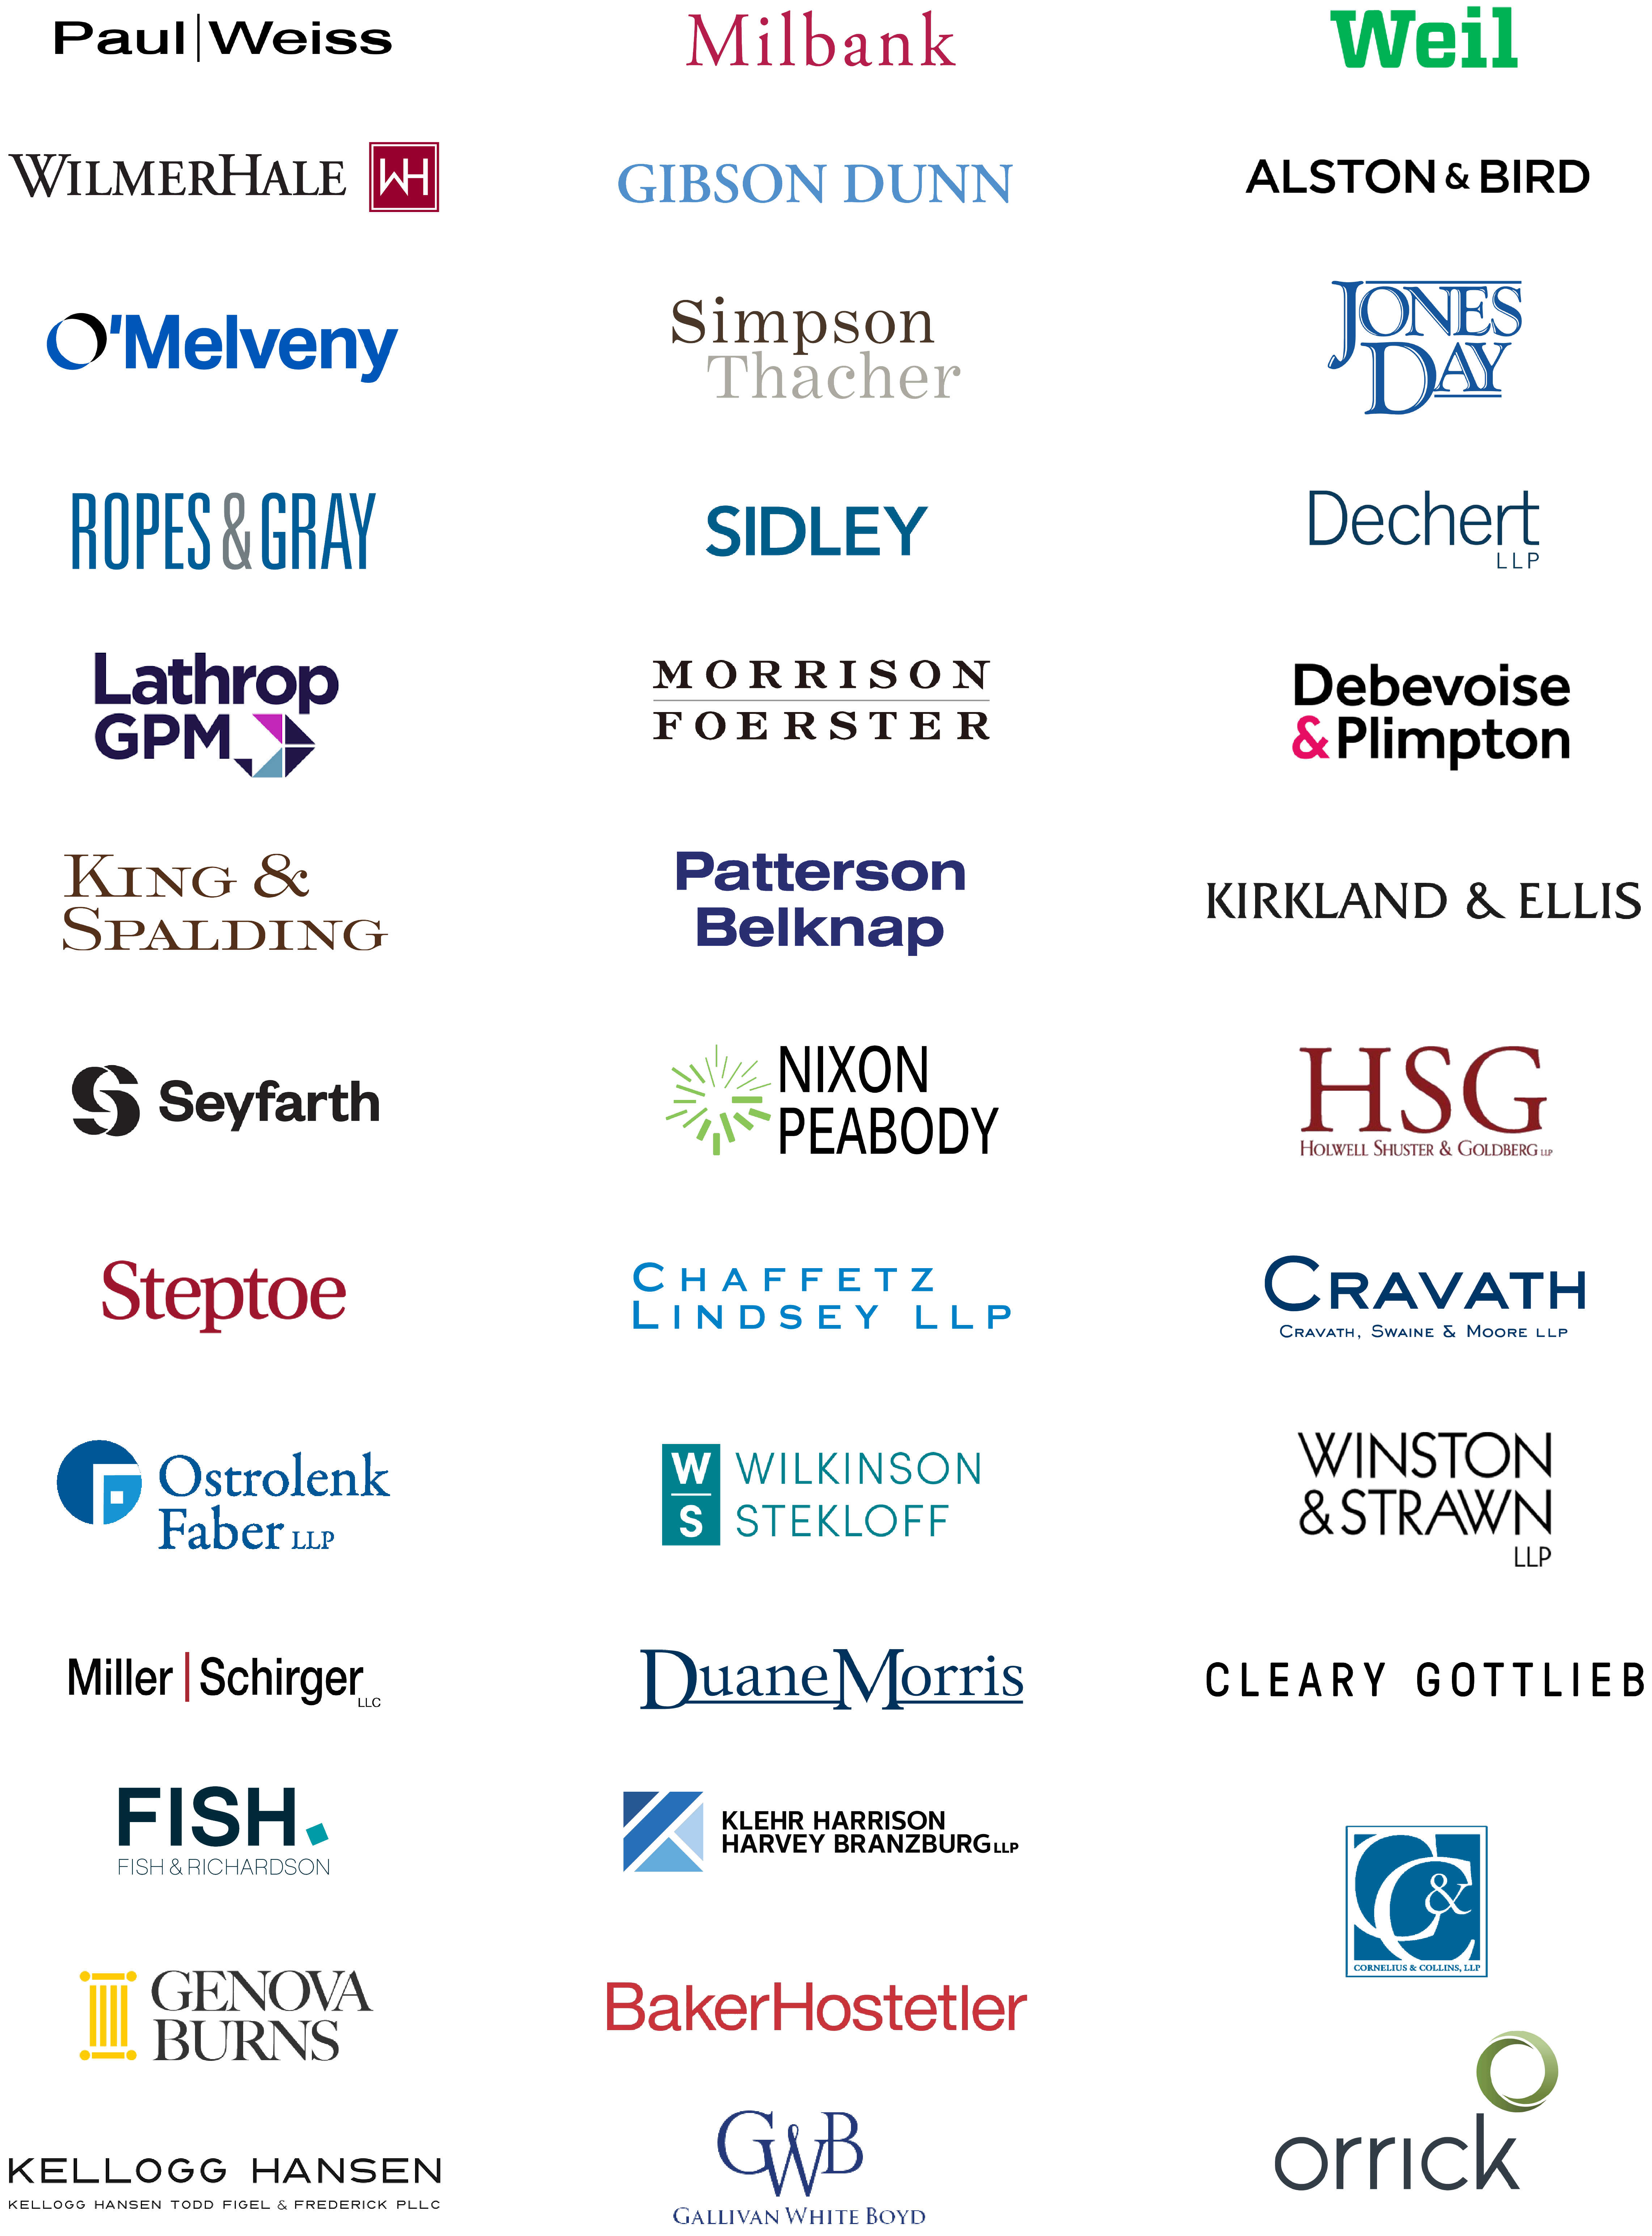 Paul|Weiss
Milbank
Weil
WILMERHALE WH
GIBSON DUNN
ALSTON & BIRD
O'Melveny
Simpson
Thacher
JONES
DAY
ROPES & GRAY
SIDLEY
Dechert
LLP
Lathrop
GPM
MORRISON
FOERSTER
Debevoise
& Plimpton
KING &
SPALDING
Patterson
Belknap
KIRKLAND & ELLIS
Seyfarth
NIXON
PEABODY
HSG
HOLWELL SHUSTER & GOLDBERG LLP
Steptoe
CHAFFETZ
LINDSEY LLP
CRAVATH
CRAVATH, SWAINE & MOORE LLP
Ostrolenk
Faber LLP
W
S
WILKINSON
STEKLOFF
WINSTON
& STRAWN
LLP
Miller | Schirger
LLC
DuaneMorris
CLEARY GOTTLIEB
FISH
FISH & RICHARDSON
KLEHR HARRISON
HARVEY BRANZBURG LLP
C&C
CORNELIUS & COLLINS, LLP
GENOVA
BURNS
BakerHostetler
orrick
KELLOGG HANSEN
KELLOGG HANSEN TODD FIGEL & FREDERICK PLLC
GWB
GALLIVAN WHITE BOYD